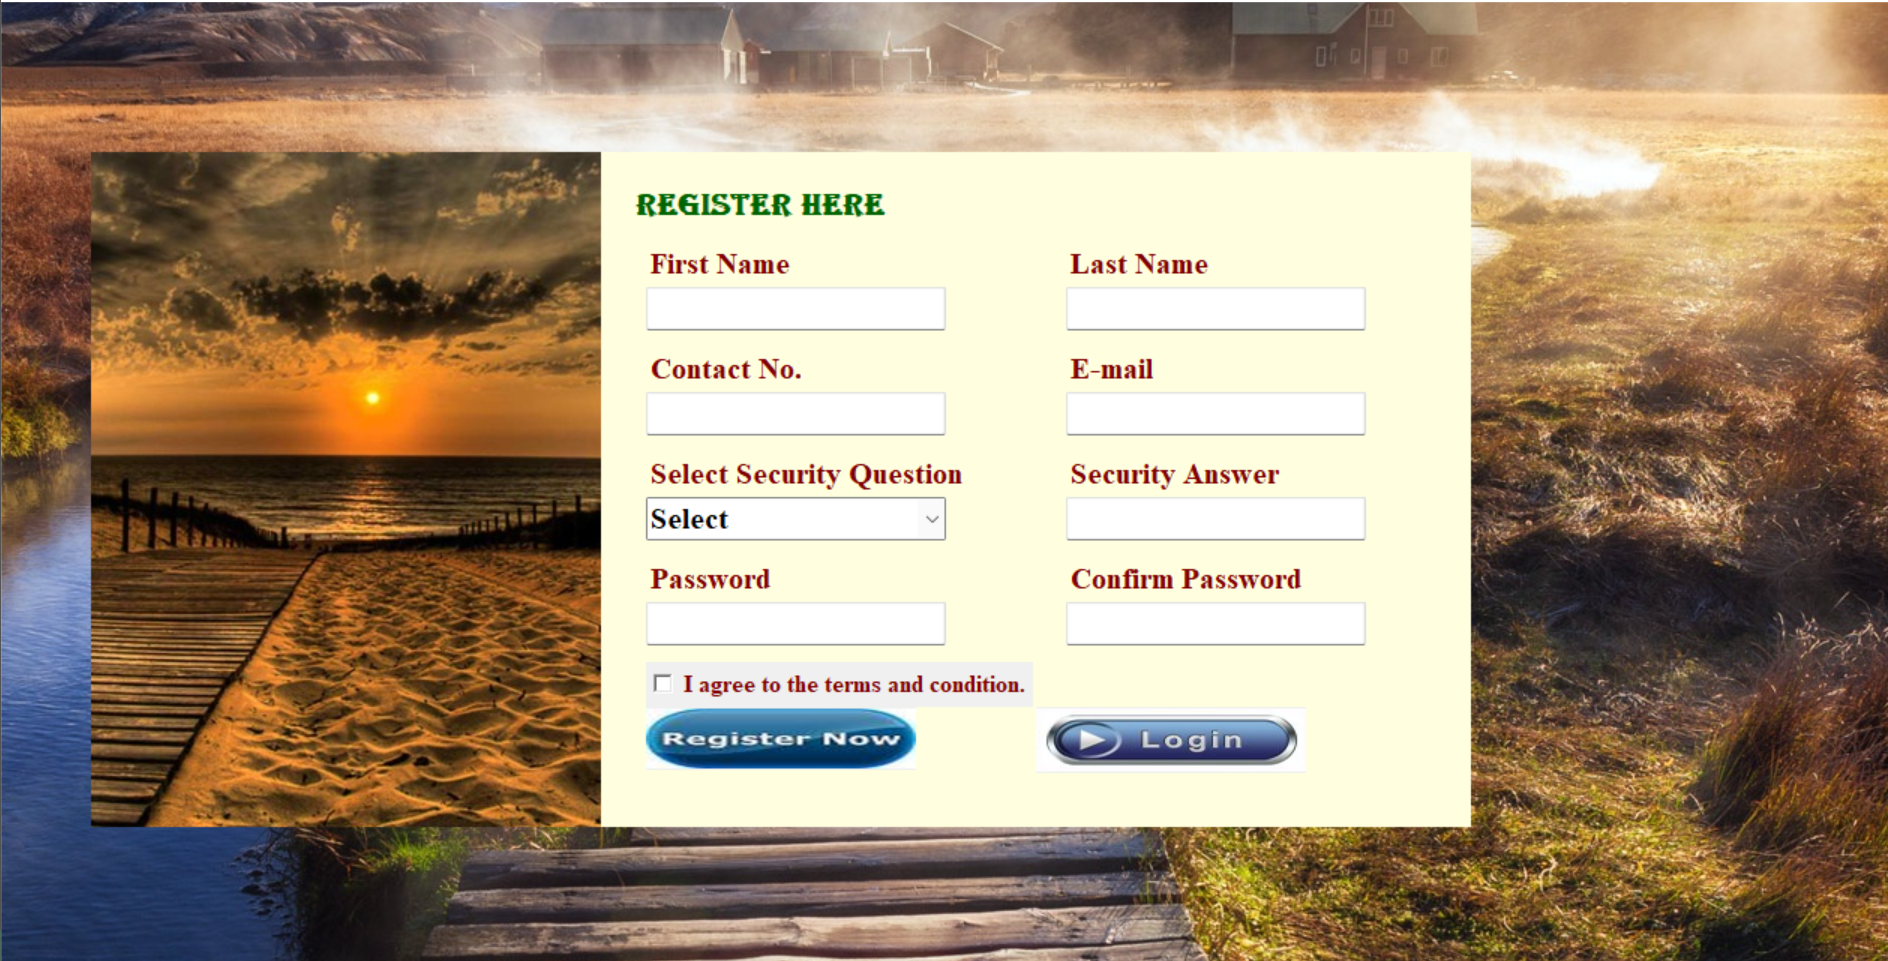 REGISTER HERE
First Name
Last Name
Contact No.
E-mail
Select Security Question
Security Answer
Select
Password
Confirm Password
I agree to the terms and condition.
Register Now
Login